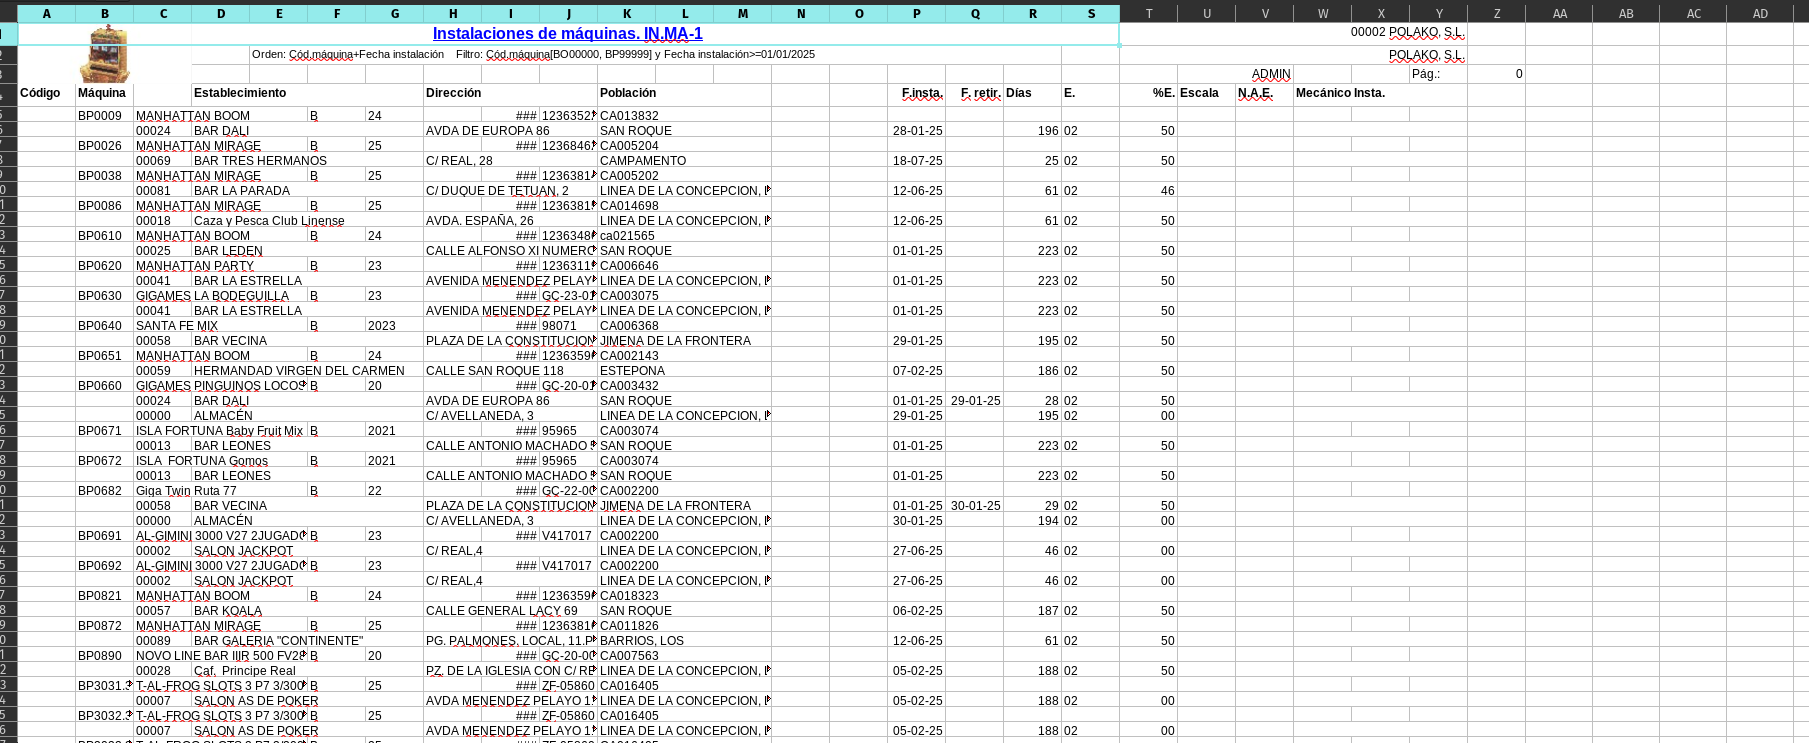 A B C D E F G H I J K L M N O P Q R S T U V W X Y Z AA AB AC AD
Instalaciones de máquinas. IN.MA-1 00002 POLAKO, S.L.
Orden: Cód.máquina+Fecha instalación Filtro: Cód.máquina[BO00000, BP99999] y Fecha instalación>=01/01/2025 POLAKO, S.L.
ADMIN Pág.: 0
Código Máquina Establecimiento Dirección Población F.insta. F. retir. Días E. %E. Escala N.A.E. Mecánico Insta.
BP0009 MANHATTAN BOOM B 24 ### 1236352 CA013832
00024 BAR DALI AVDA DE EUROPA 86 SAN ROQUE 28-01-25 196 02 50
BP0026 MANHATTAN MIRAGE B 25 ### 1236846 CA005204
00069 BAR TRES HERMANOS C/ REAL, 28 CAMPAMENTO 18-07-25 25 02 50
BP0038 MANHATTAN MIRAGE B 25 ### 1236381 CA005202
00081 BAR LA PARADA C/ DUQUE DE TETUAN, 2 LINEA DE LA CONCEPCION, 12-06-25 61 02 46
BP0086 MANHATTAN MIRAGE B 25 ### 1236381 CA014698
00018 Caza y Pesca Club Linense AVDA. ESPAÑA, 26 LINEA DE LA CONCEPCION, 12-06-25 61 02 50
BP0610 MANHATTAN BOOM B 24 ### 1236348 ca021565
00025 BAR LEDEN CALLE ALFONSO XI NUMERO SAN ROQUE 01-01-25 223 02 50
BP0620 MANHATTAN PARTY B 23 ### 1236311 CA006646
00041 BAR LA ESTRELLA AVENIDA MENENDEZ PELAY LINEA DE LA CONCEPCION, 01-01-25 223 02 50
BP0630 GIGAMES LA BODEGUILLA B 23 ### GC-23-01 CA003075
00041 BAR LA ESTRELLA AVENIDA MENENDEZ PELAY LINEA DE LA CONCEPCION, 01-01-25 223 02 50
BP0640 SANTA FE MIX B 2023 ### 98071 CA006368
00058 BAR VECINA PLAZA DE LA CONSTITUCION JIMENA DE LA FRONTERA 29-01-25 195 02 50
BP0651 MANHATTAN BOOM B 24 ### 1236359 CA002143
00059 HERMANDAD VIRGEN DEL CARMEN CALLE SAN ROQUE 118 ESTEPONA 07-02-25 186 02 50
BP0660 GIGAMES PINGUINOS LOCOS B 20 ### GC-20-01 CA003432
00024 BAR DALI AVDA DE EUROPA 86 SAN ROQUE 01-01-25 29-01-25 28 02 50
00000 ALMACÉN C/ AVELLANEDA, 3 LINEA DE LA CONCEPCION, 29-01-25 195 02 00
BP0671 ISLA FORTUNA Baby Fruit Mix B 2021 ### 95965 CA003074
00013 BAR LEONES CALLE ANTONIO MACHADO SAN ROQUE 01-01-25 223 02 50
BP0672 ISLA FORTUNA Gomos B 2021 ### 95965 CA003074
00013 BAR LEONES CALLE ANTONIO MACHADO SAN ROQUE 01-01-25 223 02 50
BP0682 Giga Twin Ruta 77 B 22 ### GC-22-00 CA002200
00058 BAR VECINA PLAZA DE LA CONSTITUCION JIMENA DE LA FRONTERA 01-01-25 30-01-25 29 02 50
00000 ALMACÉN C/ AVELLANEDA, 3 LINEA DE LA CONCEPCION, 30-01-25 194 02 00
BP0691 AL-GIMINI 3000 V27 2JUGADO B 23 ### V417017 CA002200
00002 SALON JACKPOT C/ REAL,4 LINEA DE LA CONCEPCION, 27-06-25 46 02 00
BP0692 AL-GIMINI 3000 V27 2JUGADO B 23 ### V417017 CA002200
00002 SALON JACKPOT C/ REAL,4 LINEA DE LA CONCEPCION, 27-06-25 46 02 00
BP0821 MANHATTAN BOOM B 24 ### 1236359 CA018323
00057 BAR KOALA CALLE GENERAL LACY 69 SAN ROQUE 06-02-25 187 02 50
BP0872 MANHATTAN MIRAGE B 25 ### 1236381 CA011826
00089 BAR GALERIA "CONTINENTE" PG. PALMONES, LOCAL, 11.P BARRIOS, LOS 12-06-25 61 02 50
BP0890 NOVO LINE BAR IIR 500 FV28 B 20 ### GC-20-00 CA007563
00028 Caf. Principe Real PZ. DE LA IGLESIA CON C/ RE LINEA DE LA CONCEPCION, 05-02-25 188 02 50
BP3031. T-AL-FROG SLOTS 3 P7 3/300 B 25 ### ZF-05860 CA016405
00007 SALON AS DE POKER AVDA MENENDEZ PELAYO 1 LINEA DE LA CONCEPCION, 05-02-25 188 02 00
BP3032. T-AL-FROG SLOTS 3 P7 3/300 B 25 ### ZF-05860 CA016405
00007 SALON AS DE POKER AVDA MENENDEZ PELAYO 1 LINEA DE LA CONCEPCION, 05-02-25 188 02 00